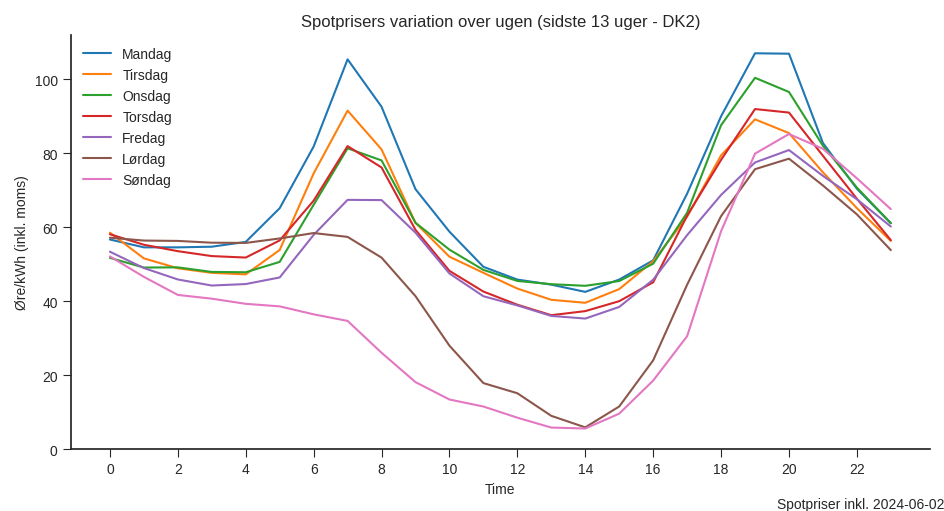 Spotprisers variation over ugen (sidste 13 uger - DK2)
Mandag
Tirsdag
Onsdag
Torsdag
Fredag
Lørdag
Søndag
Øre/kWh (inkl. moms)
100
80
60
40
20
0
0 2 4 6 8 10 12 14 16 18 20 22
Time
Spotpriser inkl. 2024-06-02